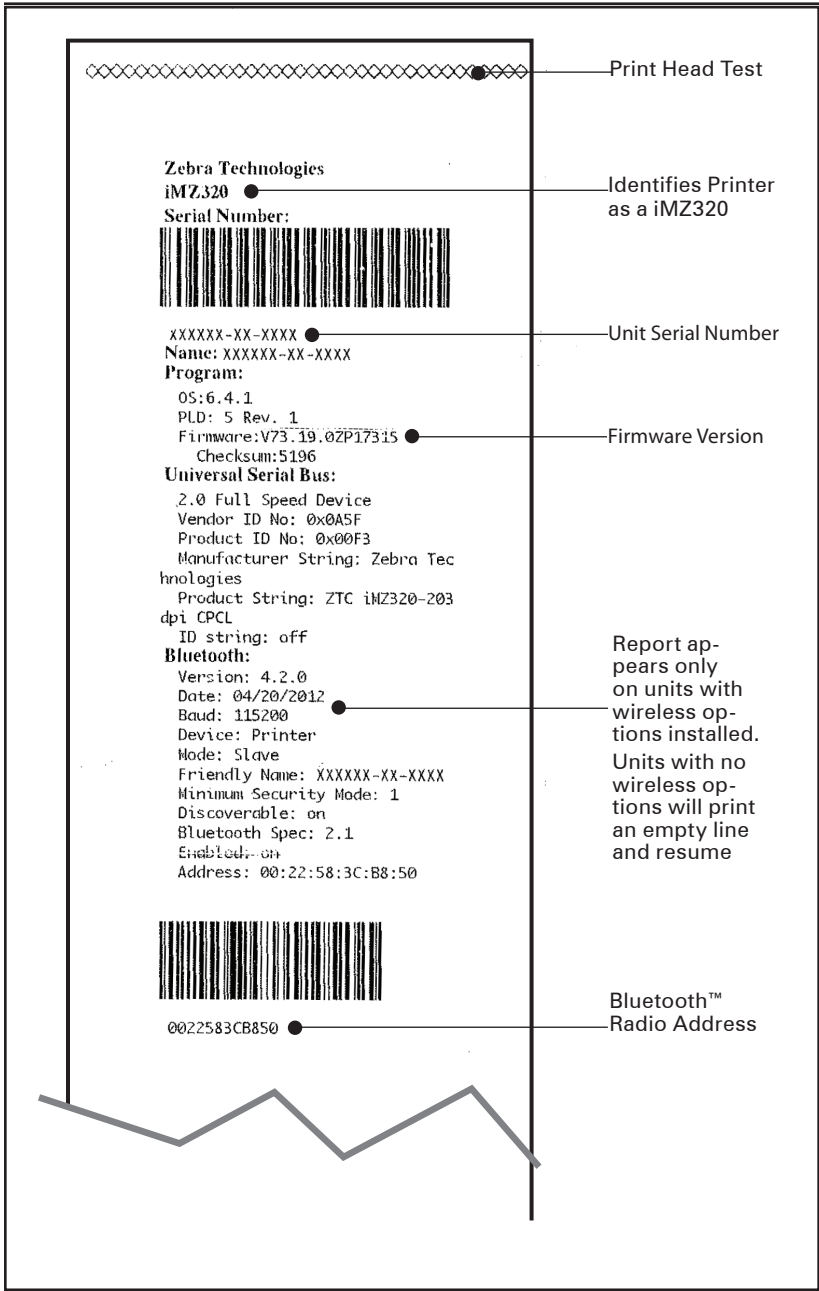 Print Head Test
Zebra Technologies
iMZ320
Identifies Printer
as a iMZ320
Serial Number:
XXXXXX-XX-XXXX
Unit Serial Number
Name: XXXXXX-XX-XXXX
Program:
OS:6.4.1
PLD: 5 Rev. 1
Firmware:V73.19.0ZP17315
Firmware Version
Checksum:5196
Universal Serial Bus:
2.0 Full Speed Device
Vendor ID No: 0x0A5F
Product ID No: 0x00F3
Manufacturer String: Zebra Tec
hnologies
Product String: ZTC iMZ320-203
dpi CPCL
ID string: off
Bluetooth:
Version: 4.2.0
Date: 04/20/2012
Baud: 115200
Device: Printer
Mode: Slave
Friendly Name: XXXXXX-XX-XXXX
Minimum Security Mode: 1
Discoverable: on
Bluetooth Spec: 2.1
Enabled: on
Address: 00:22:58:3C:B8:50
Report ap-
pears only
on units with
wireless op-
tions installed.
Units with no
wireless op-
tions will print
an empty line
and resume
0022583CB850
Bluetooth™
Radio Address